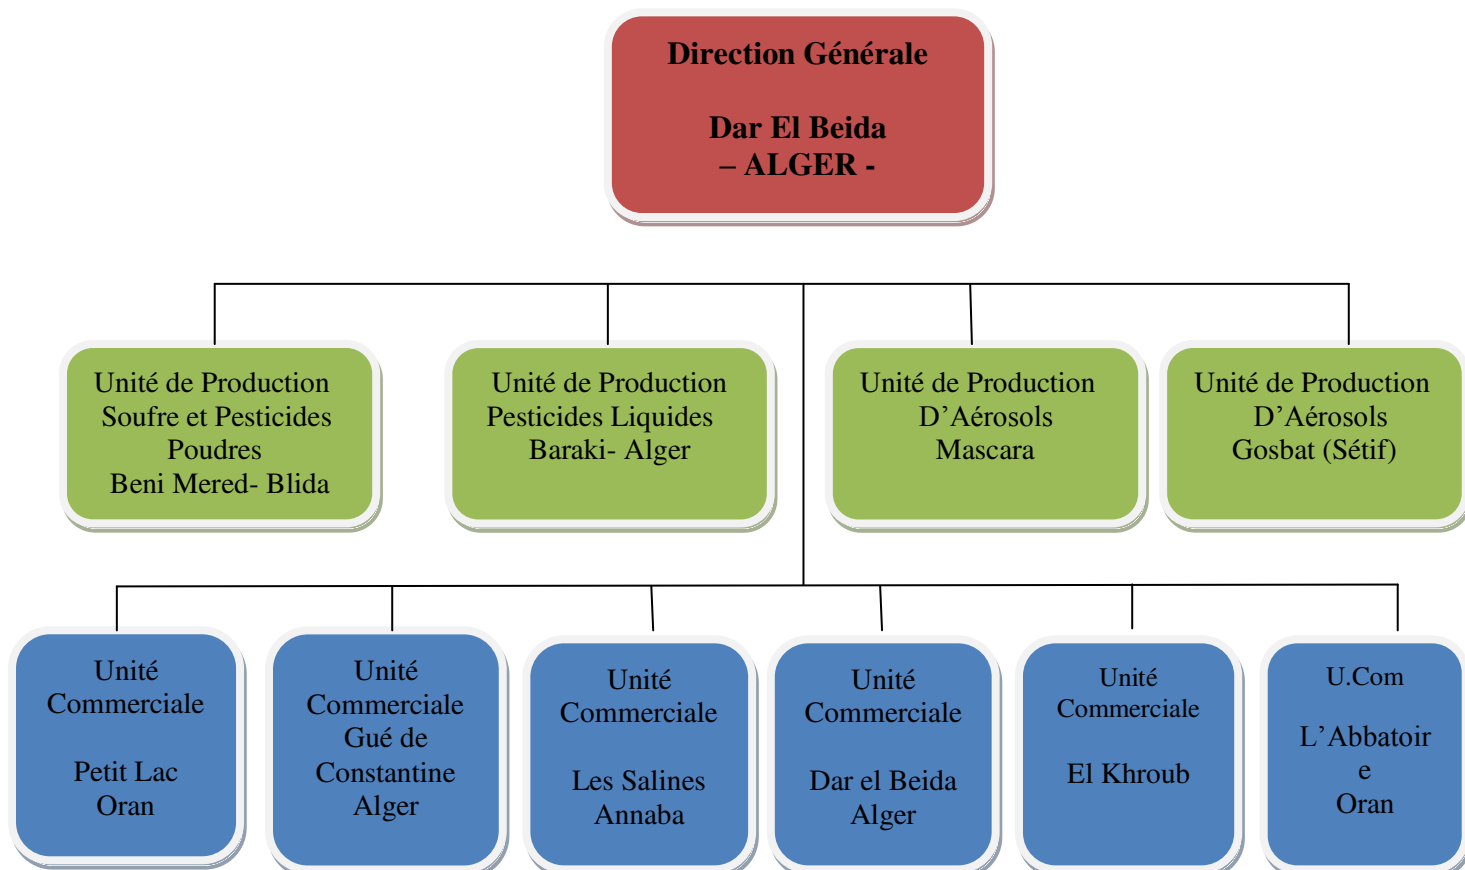 Direction Générale
Dar El Beida
– ALGER -
Unité de Production
Soufre et Pesticides
Poudres
Beni Mered- Blida
Unité de Production
Pesticides Liquides
Baraki- Alger
Unité de Production
D’Aérosols
Mascara
Unité de Production
D’Aérosols
Gosbat (Sétif)
Unité
Commerciale
Petit Lac
Oran
Unité
Commerciale
Gué de
Constantine
Alger
Unité
Commerciale
Les Salines
Annaba
Unité
Commerciale
Dar el Beida
Alger
Unité
Commerciale
El Khroub
U.Com
L’Abbatoir
e
Oran